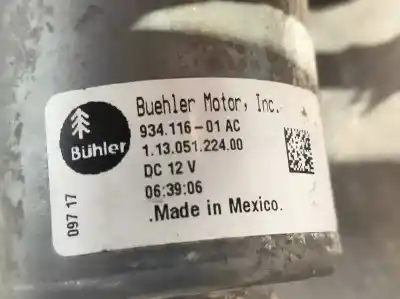 Buehler Motor, Inc.
934.116-01 AC
1.13.051.224.00
DC 12 V
06:39:06
.Made in Mexico.
Bühler
097 17